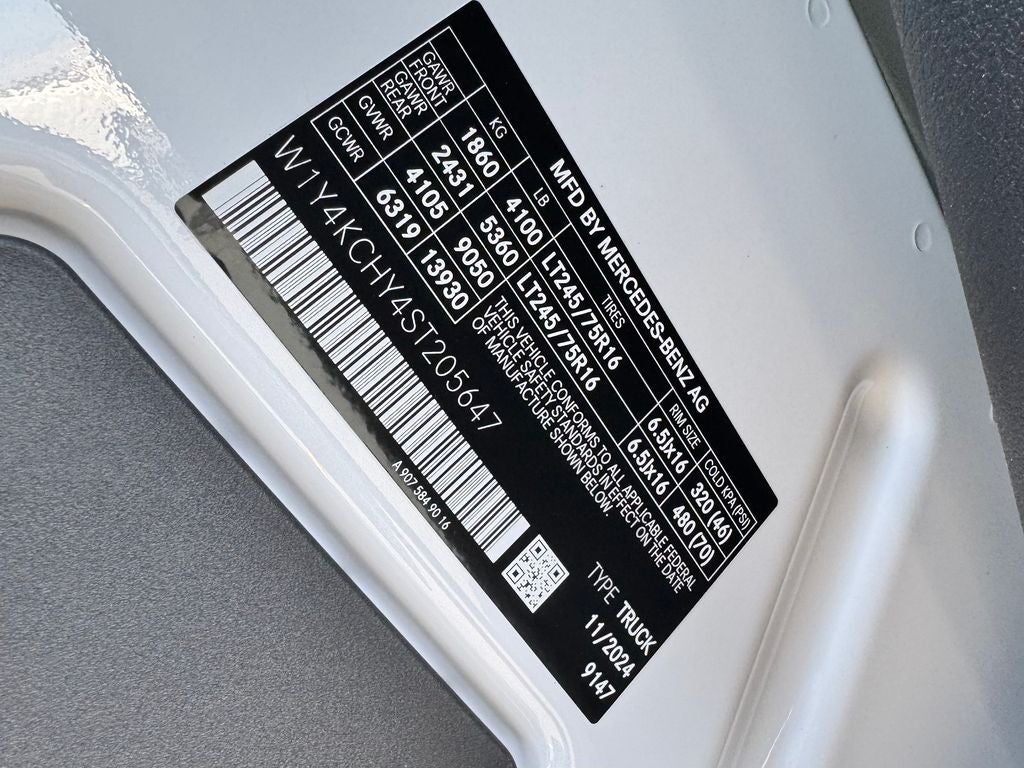 MFD BY MERCEDES-BENZ AG
KG LB TIRES RIM SIZE COLD KPA(PSI)
GAWR FRONT 1860 4100 LT245/75R16 6.5Jx16 320 (46)
GAWR REAR 2431 5360 LT245/75R16 6.5Jx16 480 (70)
GVWR 4105 9050
GCWR 6319 13930
THIS VEHICLE CONFORMS TO ALL APPLICABLE FEDERAL
VEHICLE SAFETY STANDARDS IN EFFECT ON THE DATE
OF MANUFACTURE SHOWN BELOW.
W1Y4KCHY4ST205647
TYPE TRUCK
11/2024
9147
A 907 584 90 16